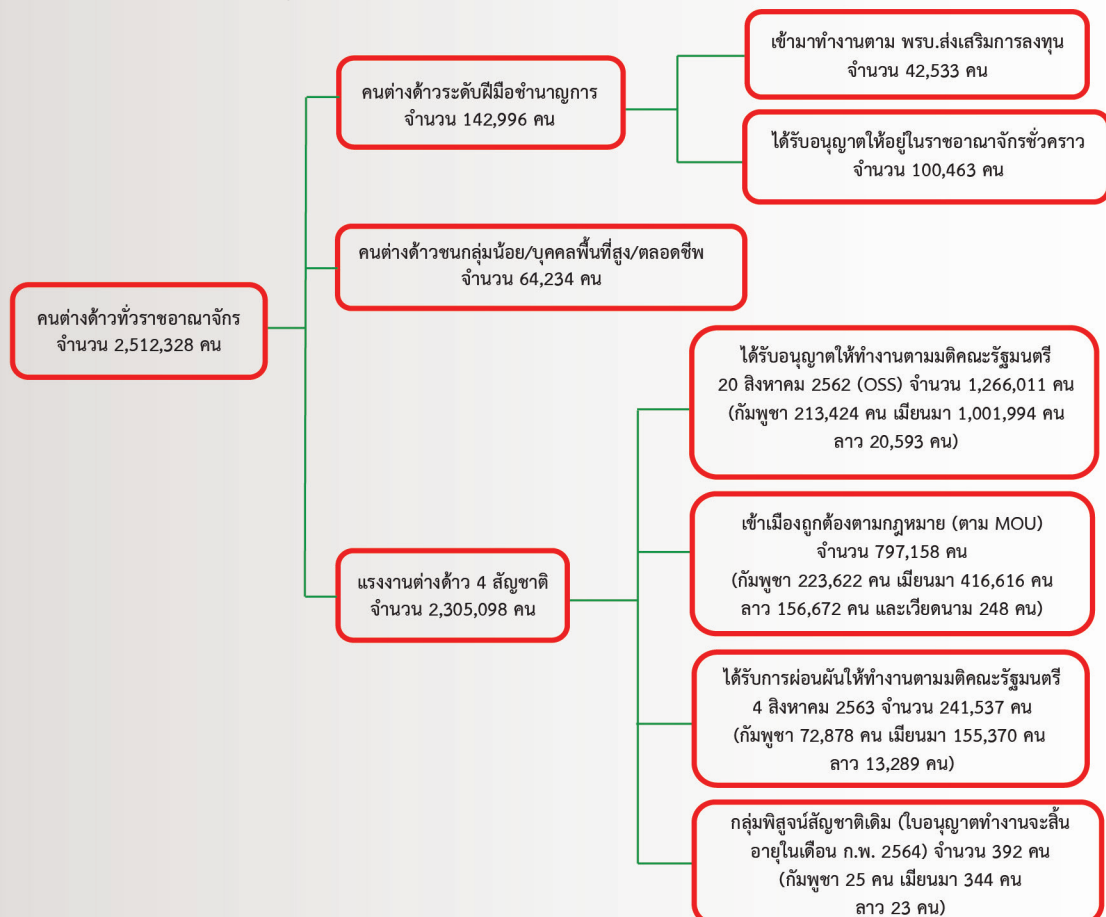 คนต่างด้าวทั่วราชอาณาจักร
จำนวน 2,512,328 คน
คนต่างด้าวระดับฝีมือชำนาญการ
จำนวน 142,996 คน
เข้ามาทำงานตาม พรบ.ส่งเสริมการลงทุน
จำนวน 42,533 คน
ได้รับอนุญาตให้อยู่ในราชอาณาจักรชั่วคราว
จำนวน 100,463 คน
คนต่างด้าวชนกลุ่มน้อย/บุคคลพื้นที่สูง/ตลอดชีพ
จำนวน 64,234 คน
แรงงานต่างด้าว 4 สัญชาติ
จำนวน 2,305,098 คน
ได้รับอนุญาตให้ทำงานตามมติคณะรัฐมนตรี
20 สิงหาคม 2562 (OSS) จำนวน 1,266,011 คน
(กัมพูชา 213,424 คน เมียนมา 1,001,994 คน
ลาว 20,593 คน)
เข้าเมืองถูกต้องตามกฎหมาย (ตาม MOU)
จำนวน 797,158 คน
(กัมพูชา 223,622 คน เมียนมา 416,616 คน
ลาว 156,672 คน และเวียดนาม 248 คน)
ได้รับการผ่อนผันให้ทำงานตามมติคณะรัฐมนตรี
4 สิงหาคม 2563 จำนวน 241,537 คน
(กัมพูชา 72,878 คน เมียนมา 155,370 คน
ลาว 13,289 คน)
กลุ่มพิสูจน์สัญชาติเดิม (ใบอนุญาตทำงานจะสิ้น
อายุในเดือน ก.พ. 2564) จำนวน 392 คน
(กัมพูชา 25 คน เมียนมา 344 คน
ลาว 23 คน)